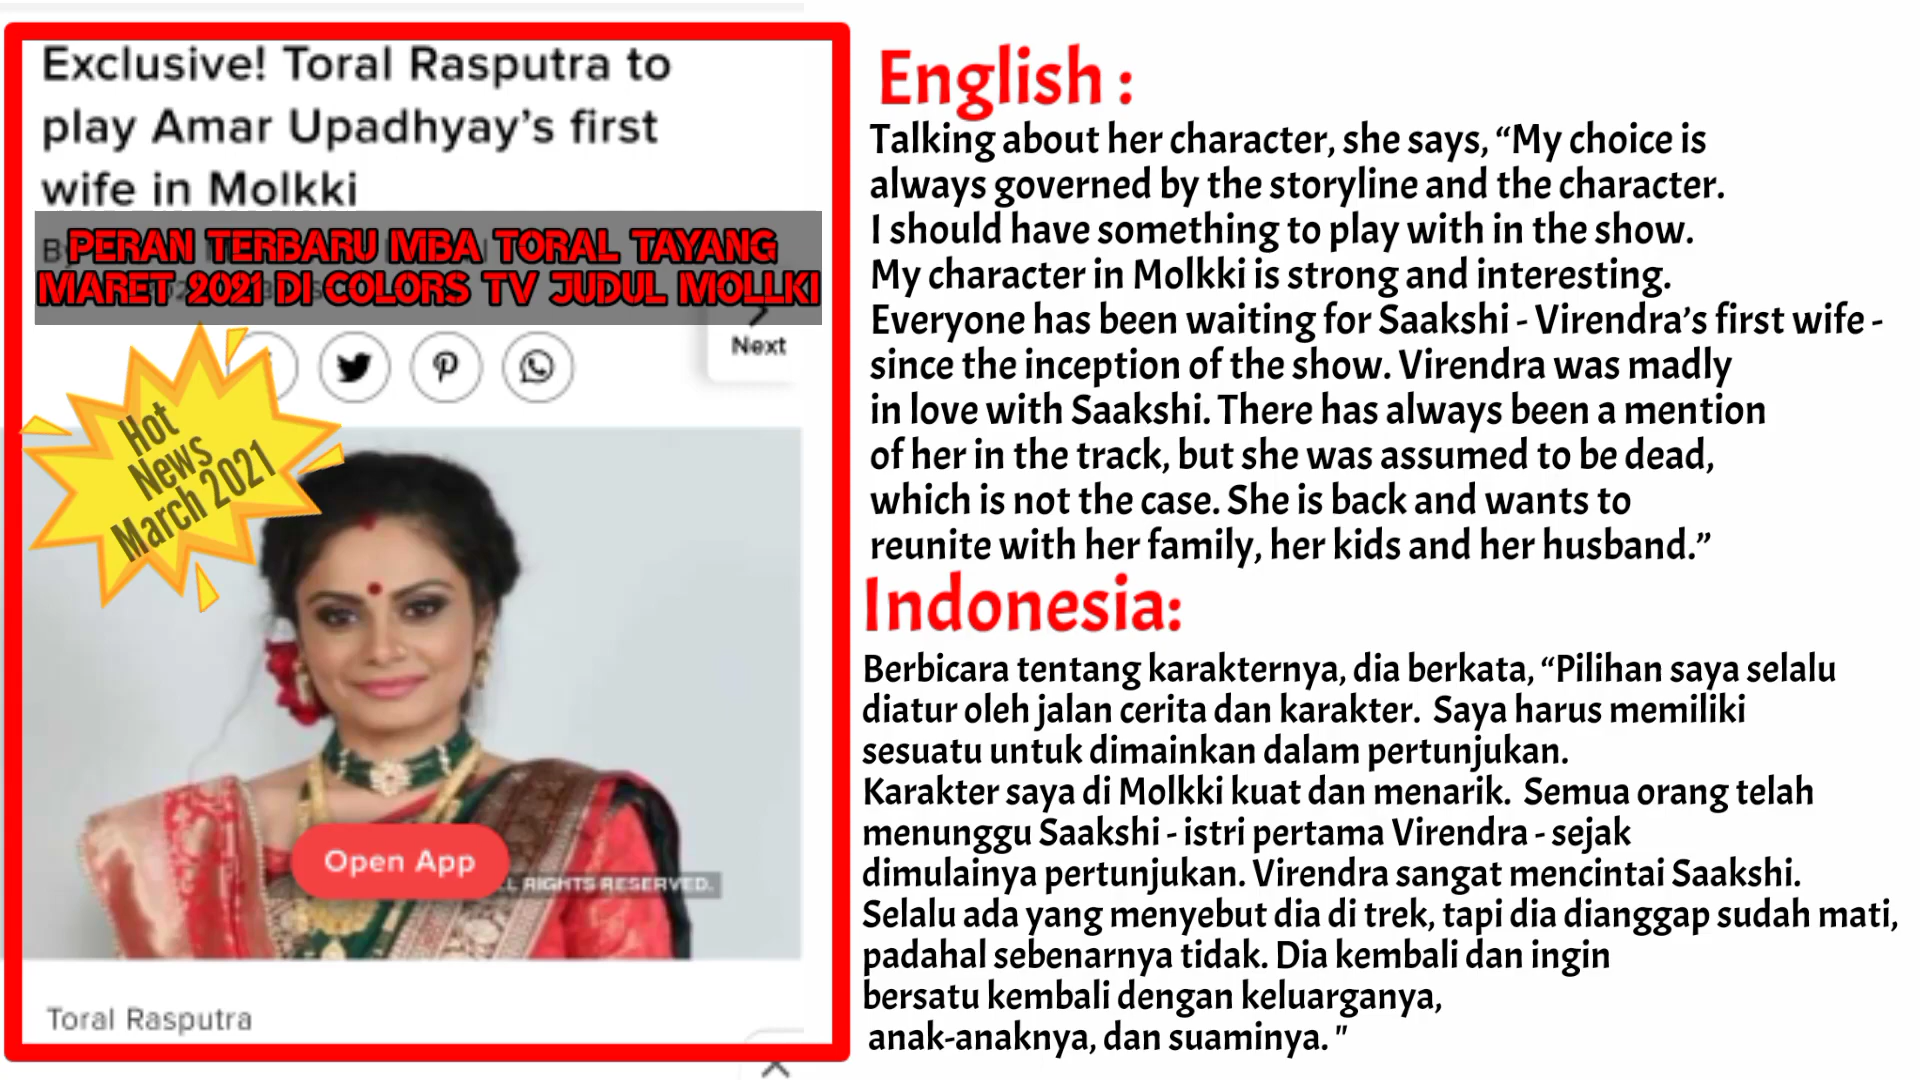 Exclusive! Toral Rasputra to
play Amar Upadhyay’s first
wife in Molkki
PERAN TERBARU MBA TORAL TAYANG
MARET 2021 DI COLORS TV JUDUL MOLLKI
Next
Hot
News
March 2021
Open App
L RIGHTS RESERVED.
Toral Rasputra
English :
Talking about her character, she says, “My choice is
always governed by the storyline and the character.
I should have something to play with in the show.
My character in Molkki is strong and interesting.
Everyone has been waiting for Saakshi - Virendra’s first wife -
since the inception of the show. Virendra was madly
in love with Saakshi. There has always been a mention
of her in the track, but she was assumed to be dead,
which is not the case. She is back and wants to
reunite with her family, her kids and her husband.”
Indonesia:
Berbicara tentang karakternya, dia berkata, “Pilihan saya selalu
diatur oleh jalan cerita dan karakter. Saya harus memiliki
sesuatu untuk dimainkan dalam pertunjukan.
Karakter saya di Molkki kuat dan menarik. Semua orang telah
menunggu Saakshi - istri pertama Virendra - sejak
dimulainya pertunjukan. Virendra sangat mencintai Saakshi.
Selalu ada yang menyebut dia di trek, tapi dia dianggap sudah mati,
padahal sebenarnya tidak. Dia kembali dan ingin
bersatu kembali dengan keluarganya,
anak-anaknya, dan suaminya. "